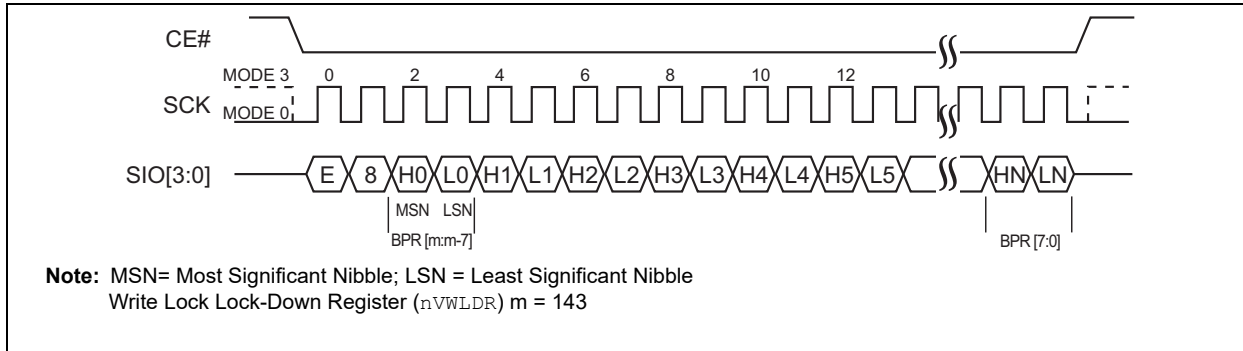 CE#
MODE 3 0 2 4 6 8 10 12
SCK MODE 0
SIO[3:0] E 8 H0 L0 H1 L1 H2 L2 H3 L3 H4 L4 H5 L5 HN LN
MSN LSN
BPR [m:m-7] BPR [7:0]
Note: MSN= Most Significant Nibble; LSN = Least Significant Nibble
Write Lock Lock-Down Register (nVWLDR) m = 143